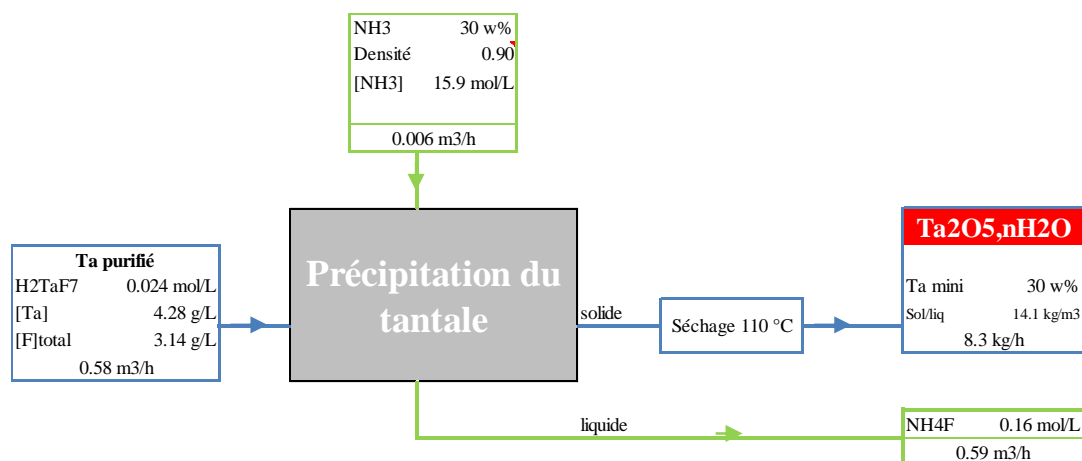 NH3 30 w%
Densité 0.90
[NH3] 15.9 mol/L
0.006 m3/h
Ta purifié
H2TaF7 0.024 mol/L
[Ta] 4.28 g/L
[F]total 3.14 g/L
0.58 m3/h
Précipitation du
tantale
solide
Séchage 110 °C
Ta2O5,nH2O
Ta mini 30 w%
Sol/liq 14.1 kg/m3
8.3 kg/h
liquide
NH4F 0.16 mol/L
0.59 m3/h